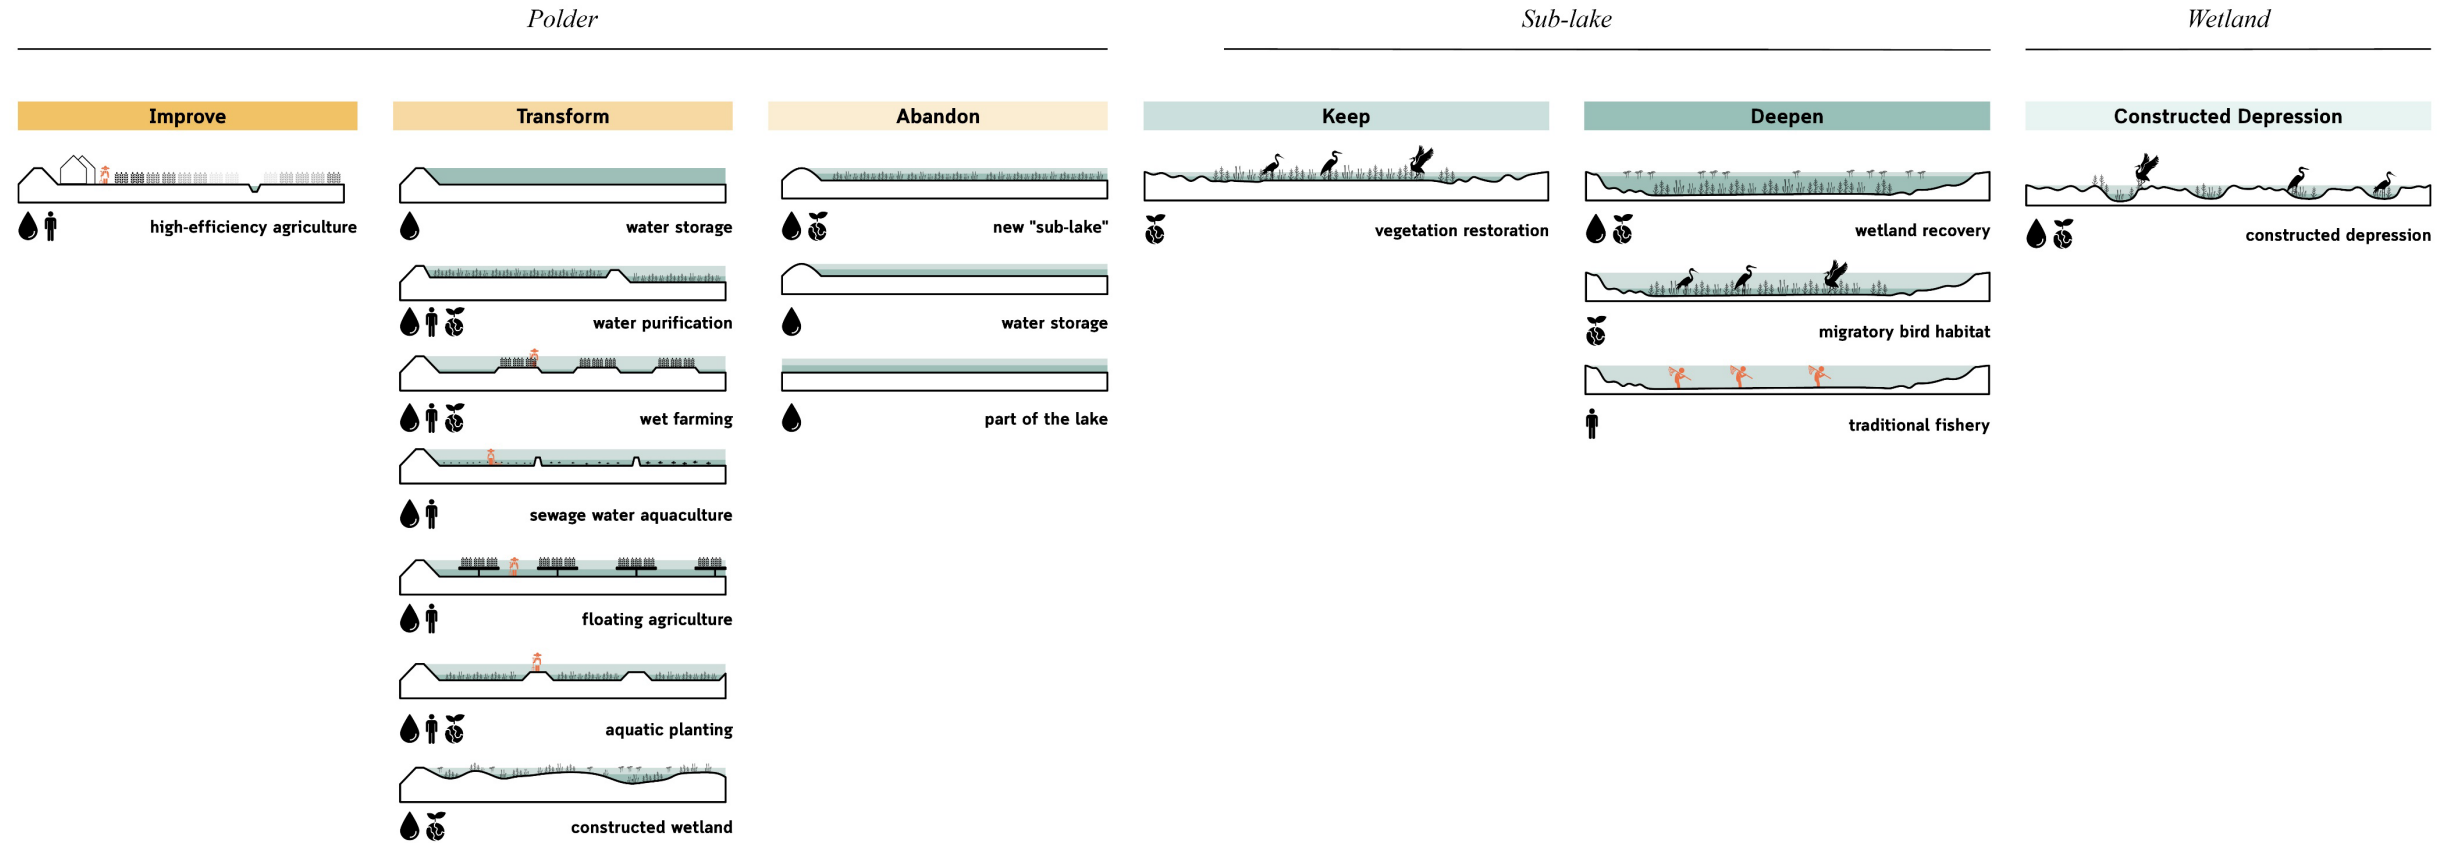 Polder
Sub-lake
Wetland
Improve
Transform
Abandon
Keep
Deepen
Constructed Depression
high-efficiency agriculture
water storage
water purification
wet farming
sewage water aquaculture
floating agriculture
aquatic planting
constructed wetland
new "sub-lake"
water storage
part of the lake
vegetation restoration
wetland recovery
migratory bird habitat
traditional fishery
constructed depression